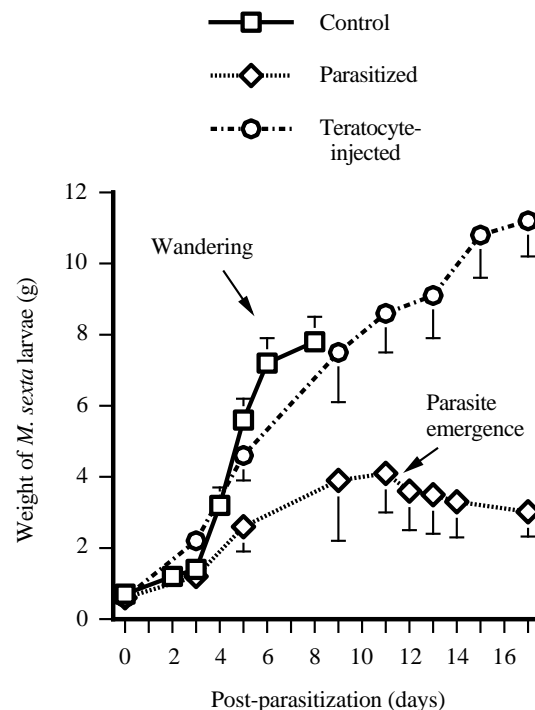 Control
Parasitized
Teratocyte-
injected
12
10
8
6
4
2
0
Weight of M. sexta larvae (g)
Wandering
Parasite
emergence
0 2 4 6 8 10 12 14 16
Post-parasitization (days)